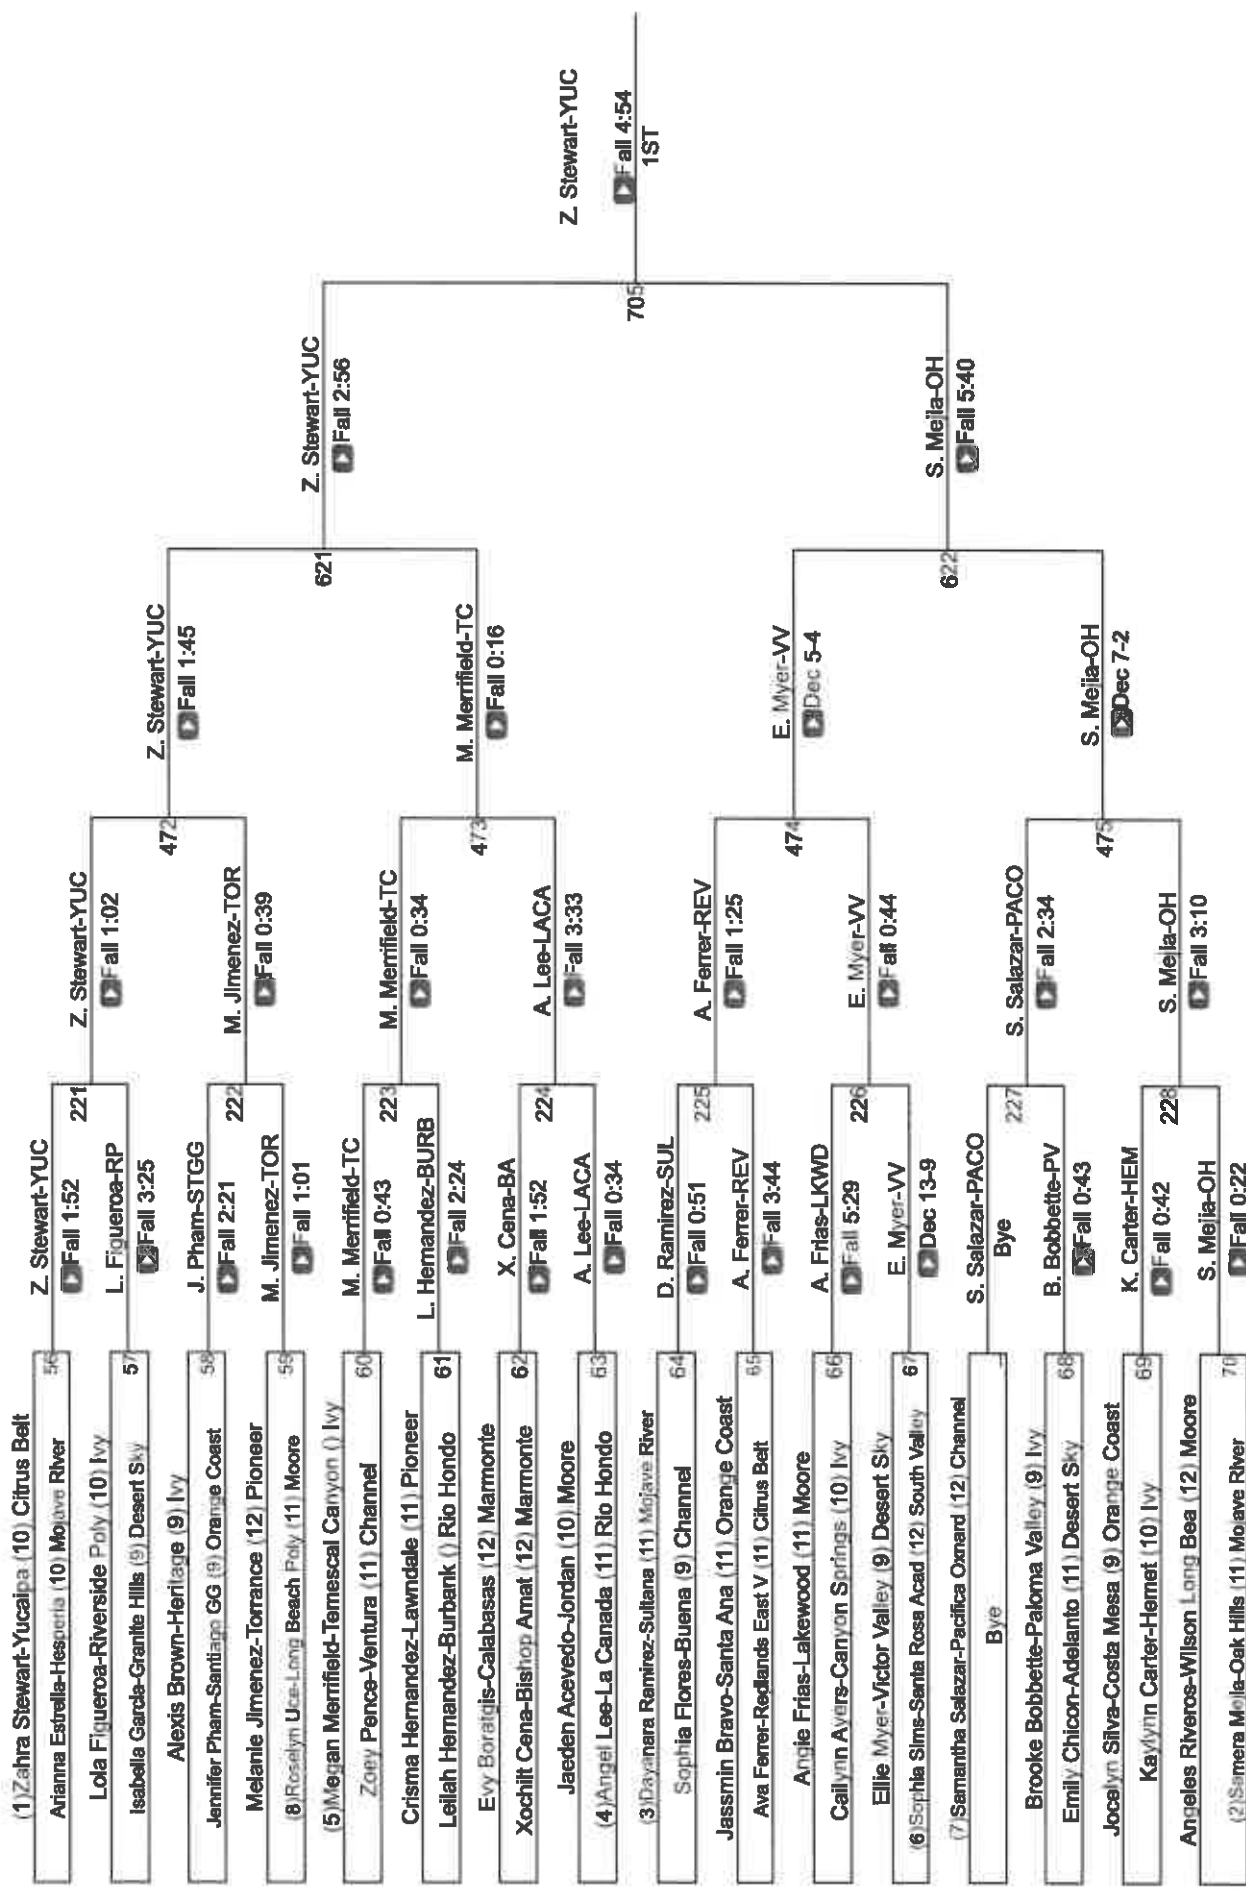 (1)Zahra Stewart-Yucaipa (10) Citrus Belt
Arianna Estrella-Hesperia (10) Mojave River
56
Lola Figueroa-Riverside Poly (10) Ivy
Isabella Garcia-Granite Hills (9) Desert Sky
57
Alexis Brown-Heritage (9) Ivy
Jennifer Pham-Santiago GG (9) Orange Coast
58
Melanie Jimenez-Torrance (12) Pioneer
(8)Roselyn Uce-Long Beach Poly (11) Moore
59
(5)Megan Merrifield-Temescal Canyon () Ivy
Zoey Pence-Ventura (11) Channel
60
Crisma Hernandez-Lawndale (11) Pioneer
Leilah Hernandez-Burbank () Rio Hondo
61
Evy Boratgis-Calabasas (12) Marmonte
Xochilt Cena-Bishop Amat (12) Marmonte
62
Jaeden Acevedo-Jordan (10) Moore
(4)Angel Lee-La Canada (11) Rio Hondo
63
(3)Dayanara Ramirez-Sultana (11) Mojave River
Sophia Flores-Buena (9) Channel
64
Jassmin Bravo-Santa Ana (11) Orange Coast
Ava Ferrer-Redlands East V (11) Citrus Belt
65
Angie Frias-Lakewood (11) Moore
Cailynn Avers-Canyon Springs (10) Ivy
66
Ellie Myer-Victor Valley (9) Desert Sky
(6)Sophia Sims-Santa Rosa Acad (12) South Valley
67
(7)Samantha Salazar-Pacifica Oxnard (12) Channel
Bye
Brooke Bobbette-Paloma Valley (9) Ivy
Emily Chicon-Adelanto (11) Desert Sky
68
Jocelyn Silva-Costa Mesa (9) Orange Coast
Kaylynn Carter-Hemet (10) Ivy
69
Angeles Riveros-Wilson Long Bea (12) Moore
(2)Samera Mejia-Oak Hills (11) Mojave River
70
Z. Stewart-YUC
Fall 1:52
221
L. Figueroa-RP
Fall 3:25
J. Pham-STGG
Fall 2:21
222
M. Jimenez-TOR
Fall 1:01
M. Merrifield-TC
Fall 0:43
223
L. Hernandez-BURB
Fall 2:24
X. Cena-BA
Fall 1:52
224
A. Lee-LACA
Fall 0:34
D. Ramirez-SUL
Fall 0:51
225
A. Ferrer-REV
Fall 3:44
A. Frias-LKWD
Fall 5:29
226
E. Myer-VV
Dec 13-9
S. Salazar-PACO
Bye
227
B. Bobbette-PV
Fall 0:43
K. Carter-HEM
Fall 0:42
228
S. Mejia-OH
Fall 0:22
Z. Stewart-YUC
Fall 1:02
472
M. Jimenez-TOR
Fall 0:39
M. Merrifield-TC
Fall 0:34
473
A. Lee-LACA
Fall 3:33
A. Ferrer-REV
Fall 1:25
474
E. Myer-VV
Fall 0:44
S. Salazar-PACO
Fall 2:34
475
S. Mejia-OH
Fall 3:10
Z. Stewart-YUC
Fall 1:45
621
M. Merrifield-TC
Fall 0:16
E. Myer-VV
Dec 5-4
622
S. Mejia-OH
Dec 7-2
Z. Stewart-YUC
Fall 2:56
705
S. Mejia-OH
Fall 5:40
Z. Stewart-YUC
Fall 4:54
1ST